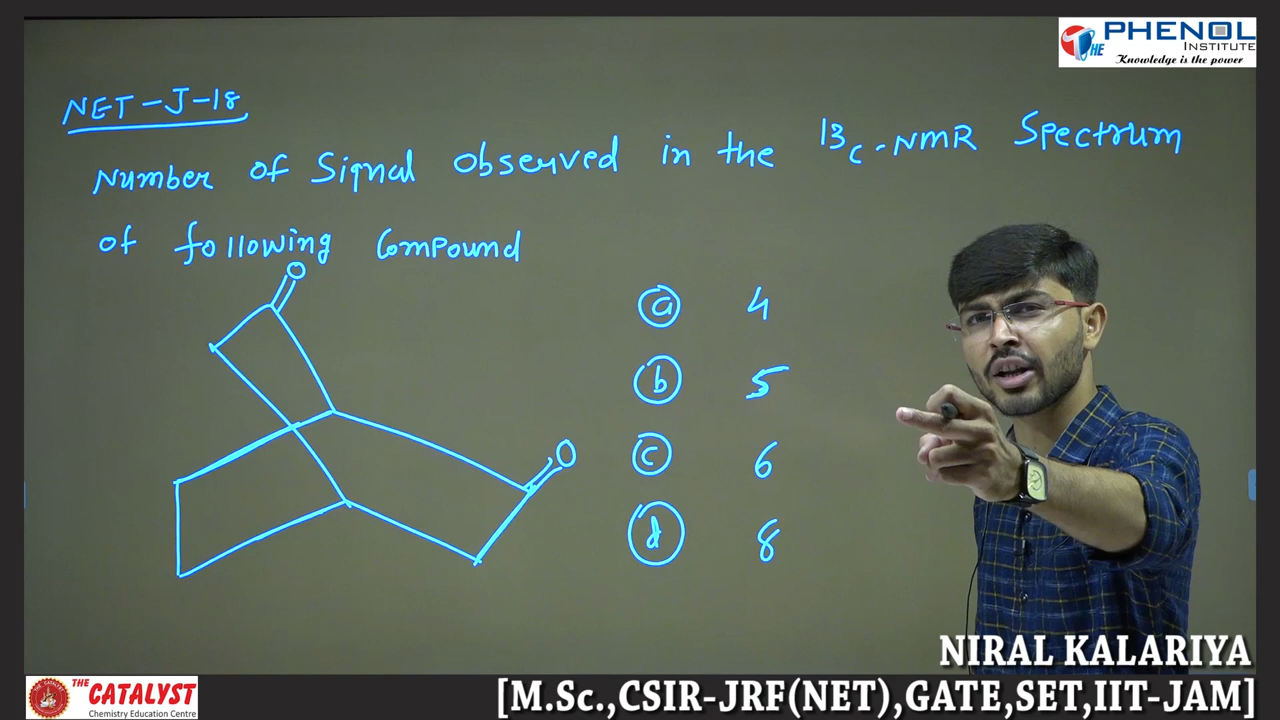 THE PHENOL
INSTITUTE
Knowledge is the power
NET-J-18
Number of Signal Observed in the 13C-NMR Spectrum
of following Compound
O
a 4
b 5
O
c 6
d 8
NIRAL KALARIYA
THE CATALYST
Chemistry Education Centre
[M.Sc.,CSIR-JRF(NET),GATE,SET,IIT-JAM]